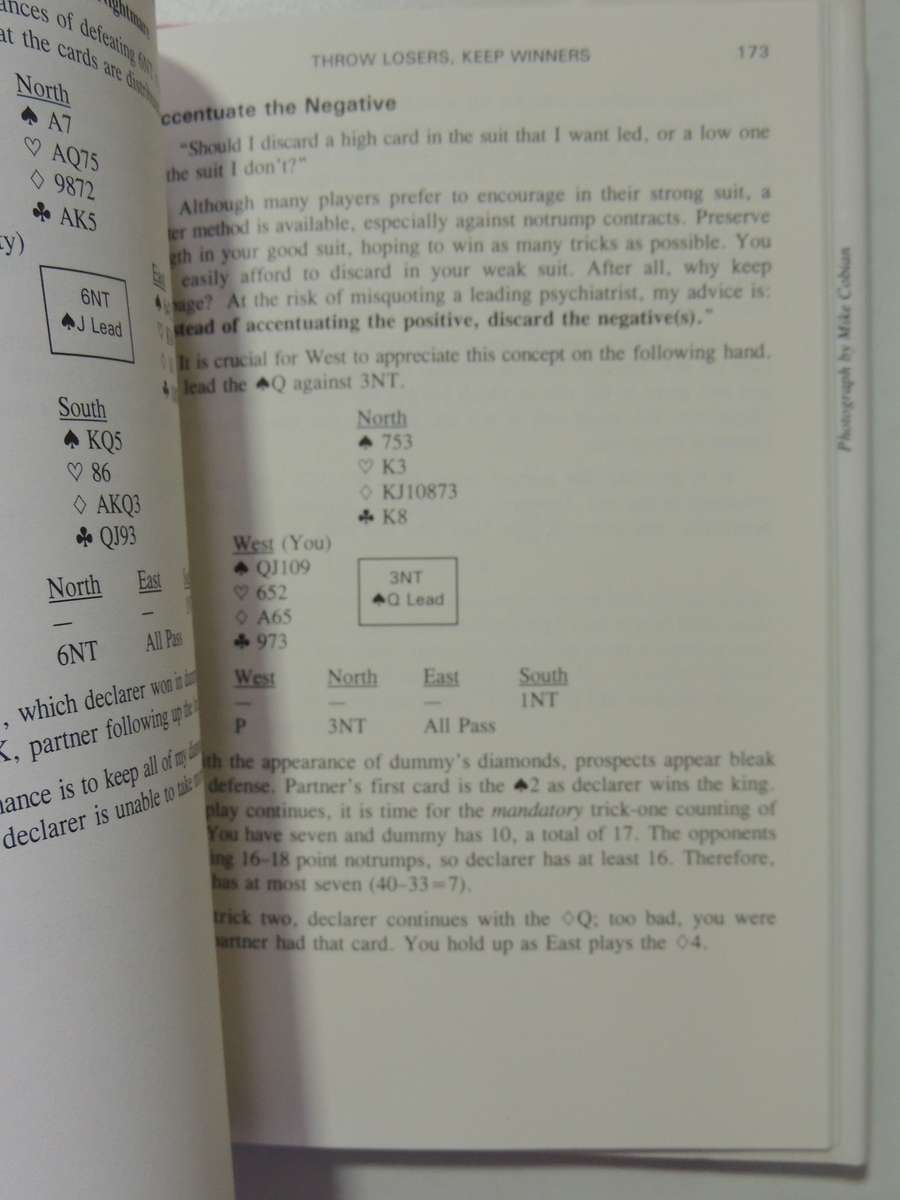 ightmare
ances of defeating 6NT,
at the cards are
North
♠ A7
♡ AQ75
♢ 9872
♣ AK5
ty)
6NT
♠J Lead
South
♠ KQ5
♡ 86
♢ AKQ3
♣ QJ93
North East
— —
6NT All Pass
, which declarer won in
K, partner following up the
hance is to keep all of my
declarer is unable to take
THROW LOSERS, KEEP WINNERS 173
ccentuate the Negative
"Should I discard a high card in the suit that I want led, or a low one
the suit I don't?"
Although many players prefer to encourage in their strong suit, a
ter method is available, especially against notrump contracts. Preserve
gth in your good suit, hoping to win as many tricks as possible. You
easily afford to discard in your weak suit. After all, why keep
bage? At the risk of misquoting a leading psychiatrist, my advice is:
stead of accentuating the positive, discard the negative(s)."
It is crucial for West to appreciate this concept on the following hand.
lead the ♠Q against 3NT.
North
♠ 753
♡ K3
♢ KJ10873
♣ K8
West (You)
♠ QJ109
♡ 652
♢ A65
♣ 973
3NT
♠Q Lead
West North East South
— — — 1NT
P 3NT All Pass
th the appearance of dummy's diamonds, prospects appear bleak
defense. Partner's first card is the ♠2 as declarer wins the king.
play continues, it is time for the mandatory trick-one counting of
You have seven and dummy has 10, a total of 17. The opponents
ing 16–18 point notrumps, so declarer has at least 16. Therefore,
has at most seven (40–33=7).
trick two, declarer continues with the ♢Q; too bad, you were
partner had that card. You hold up as East plays the ♢4.
Photograph by Mike Cobian